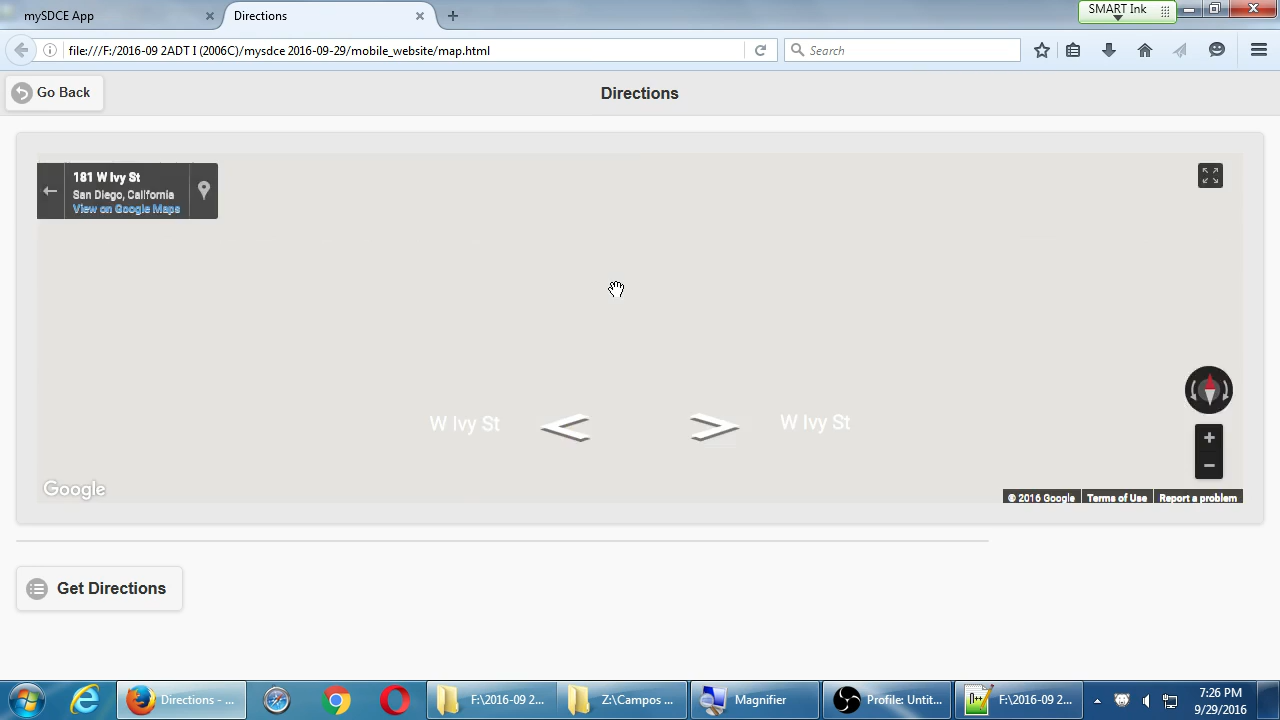 mySDCE App
Directions
SMART Ink
file:///F:/2016-09 2ADT I (2006C)/mysdce 2016-09-29/mobile_website/map.html
Search
Go Back
Directions
181 W Ivy St
San Diego, California
View on Google Maps
W Ivy St
W Ivy St
Google
© 2016 Google
Terms of Use
Report a problem
Get Directions
Directions - ...
F:\2016-09 2...
Z:\Campos ...
Magnifier
Profile: Untit...
F:\2016-09 2...
7:26 PM
9/29/2016